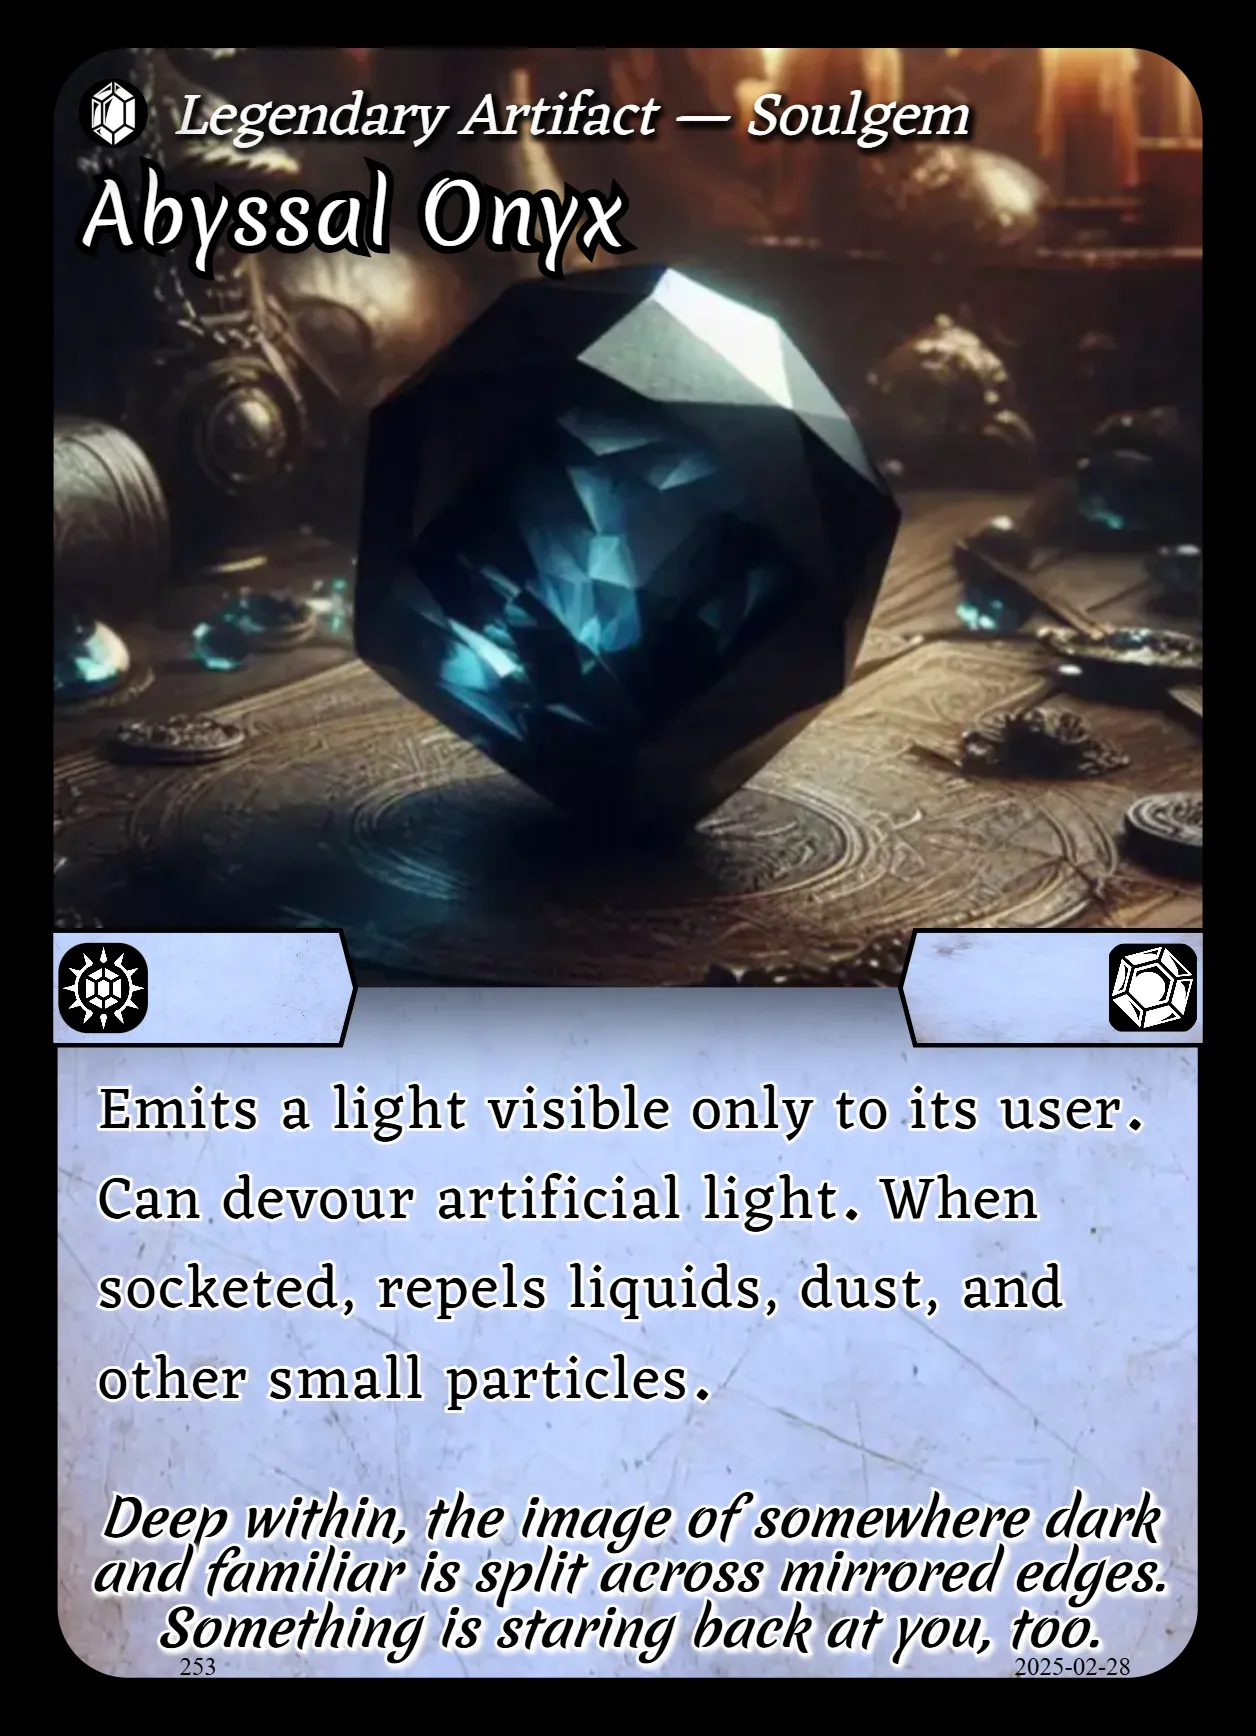 Legendary Artifact — Soulgem
Abyssal Onyx
Emits a light visible only to its user.
Can devour artificial light. When
socketed, repels liquids, dust, and
other small particles.
Deep within, the image of somewhere dark
and familiar is split across mirrored edges.
Something is staring back at you, too.
253
2025-02-28